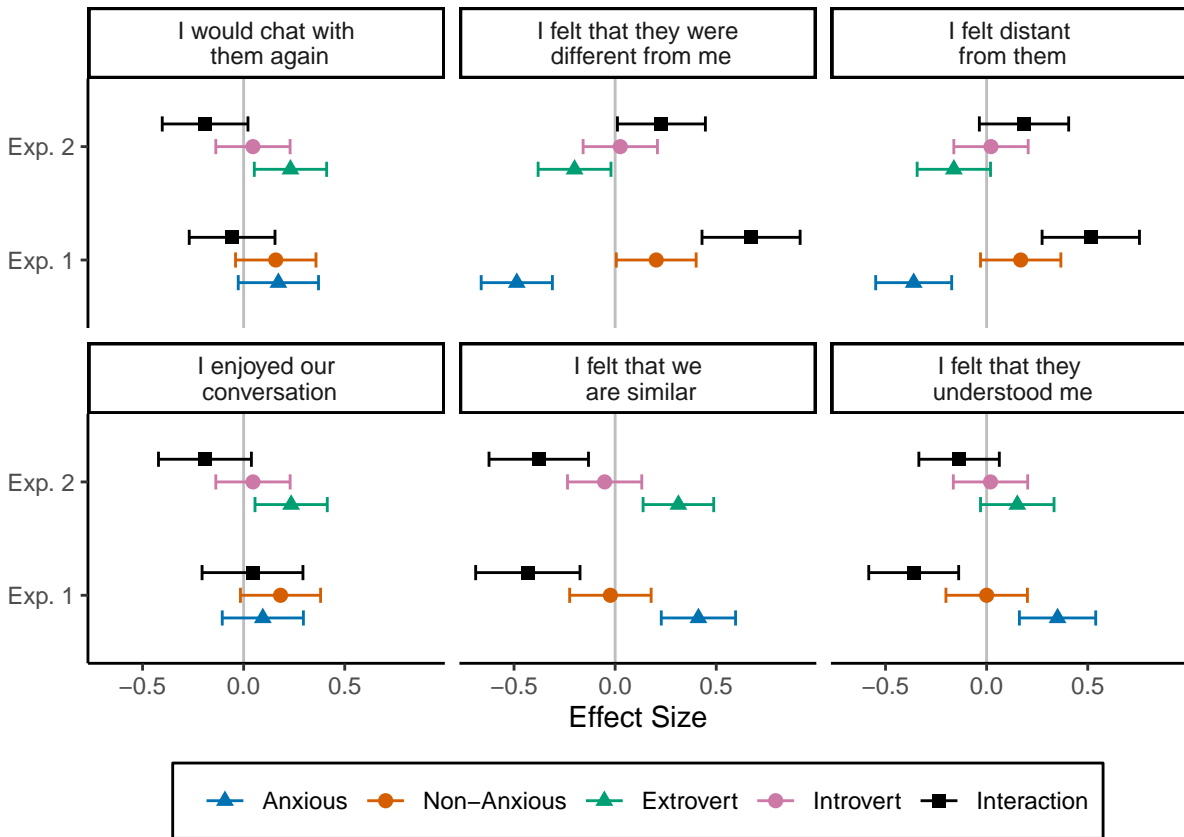 I would chat with
them again
I felt that they were
different from me
I felt distant
from them
Exp. 2
Exp. 1
I enjoyed our
conversation
I felt that we
are similar
I felt that they
understood me
Exp. 2
Exp. 1
−0.5 0.0 0.5 −0.5 0.0 0.5 −0.5 0.0 0.5
Effect Size
Anxious Non−Anxious Extrovert Introvert Interaction